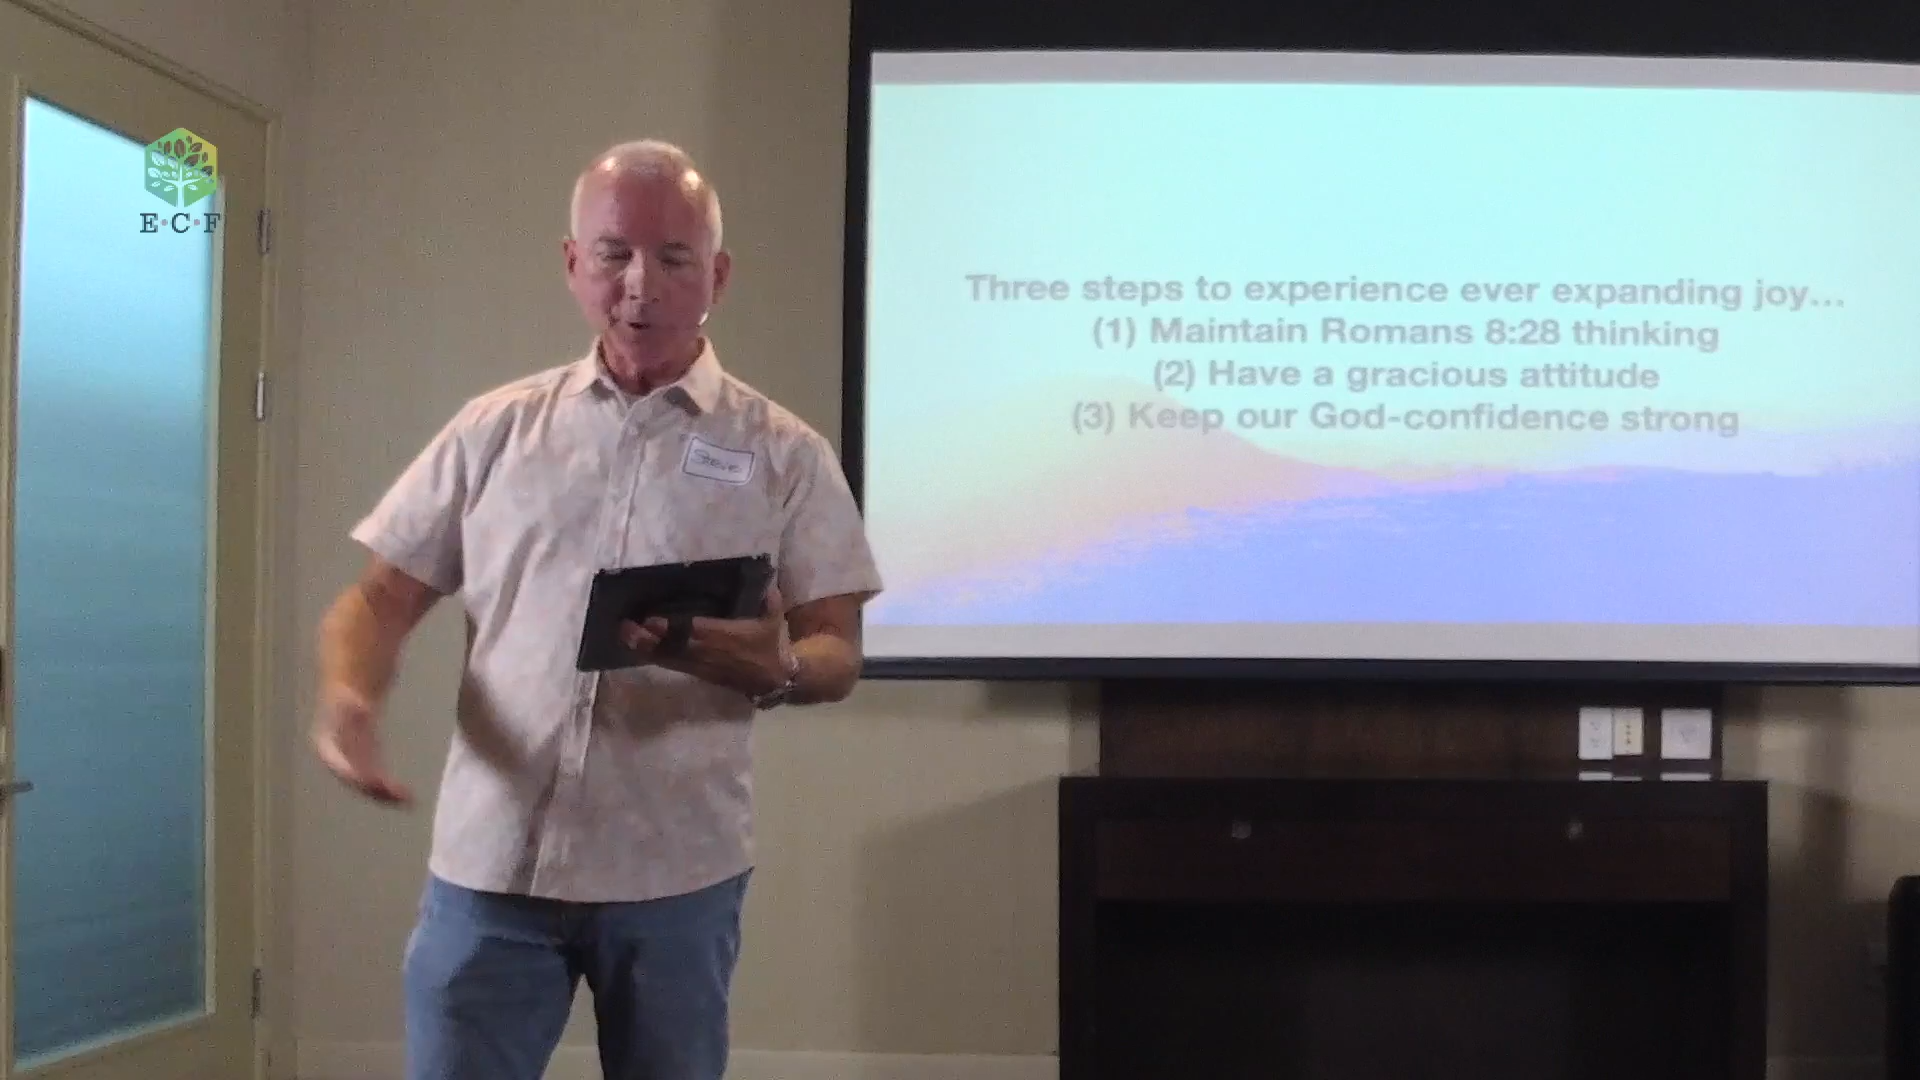 E·C·F
Steve
Three steps to experience ever expanding joy...
(1) Maintain Romans 8:28 thinking
(2) Have a gracious attitude
(3) Keep our God-confidence strong